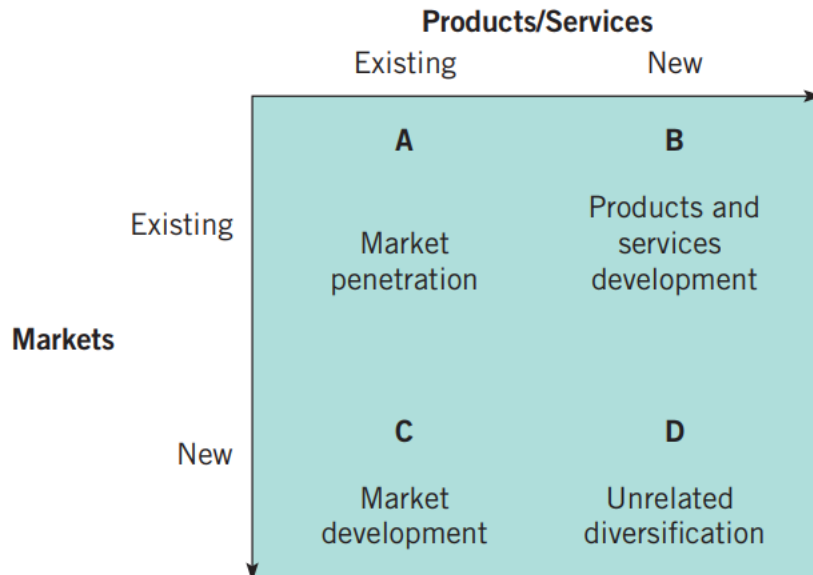 Products/Services
Existing New
A B
Existing
Market
penetration
Products and
services
development
Markets
New
C D
Market
development
Unrelated
diversification